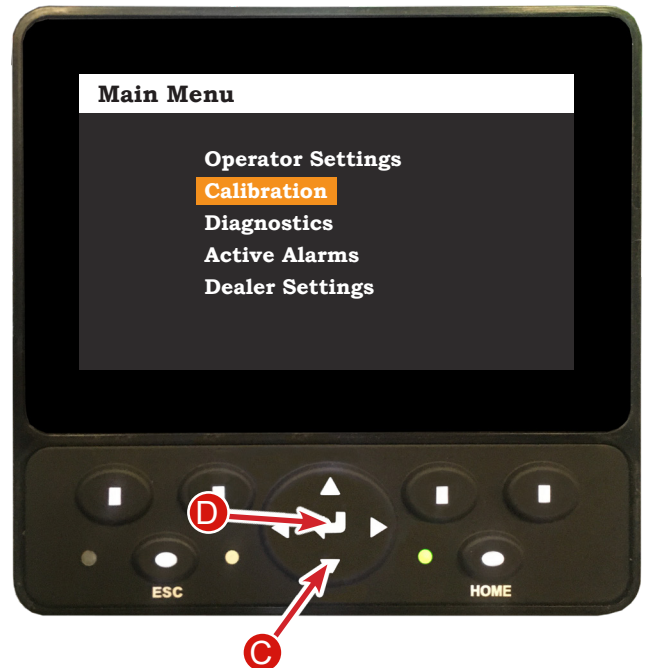 Main Menu
Operator Settings
Calibration
Diagnostics
Active Alarms
Dealer Settings
D
ESC
HOME
C